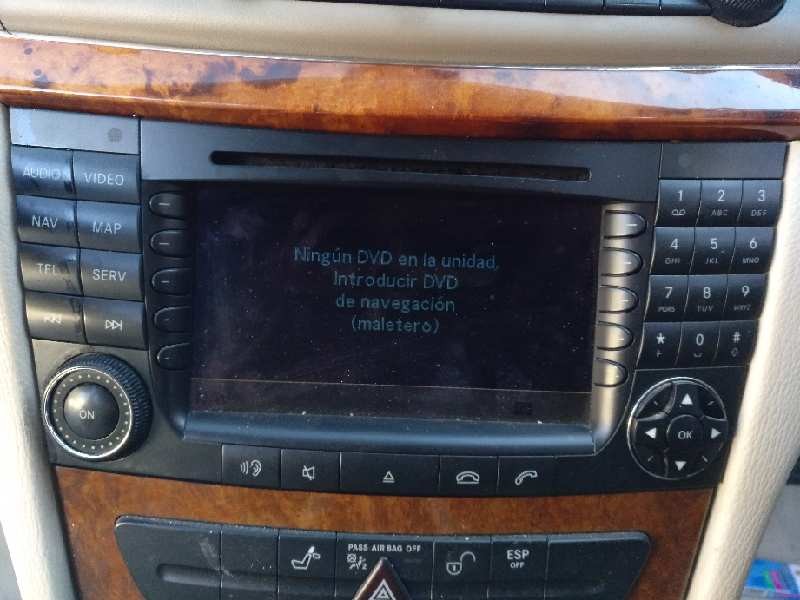 AUDIO
VIDEO
NAV MAP
TEL SERV
ON
Ningún DVD en la unidad,
Introducir DVD
de navegación
(maletero)
1 2 ABC 3 DEF
4 GHI 5 JKL 6 MNO
7 PQRS 8 TUV 9 WXYZ
* 0 #
OK
PASS AIR BAG OFF
ESP
OFF